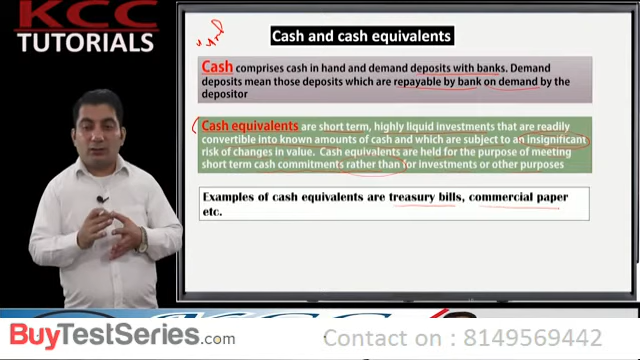 KCC
TUTORIALS
Cash and cash equivalents
Cash comprises cash in hand and demand deposits with banks. Demand
deposits mean those deposits which are repayable by bank on demand by the
depositor
Cash equivalents are short term, highly liquid investments that are readily
convertible into known amounts of cash and which are subject to an insignificant
risk of changes in value. Cash equivalents are held for the purpose of meeting
short term cash commitments rather than for investments or other purposes
Examples of cash equivalents are treasury bills, commercial paper
etc.
BuyTestSeries.com
Contact on : 8149569442